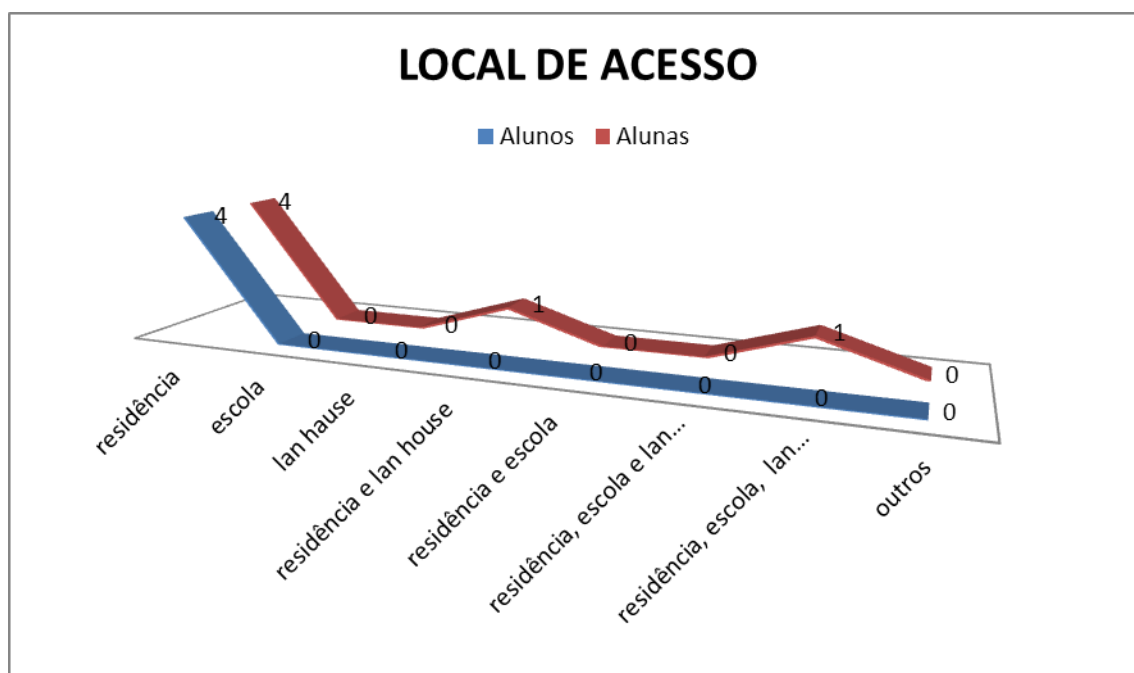 LOCAL DE ACESSO
Alunos Alunas
4 0 0 1 0 0 1 0
4 0 0 0 0 0 0 0
residência
escola
lan hause
residência e lan house
residência e escola
residência, escola e lan...
residência, escola, lan...
outros